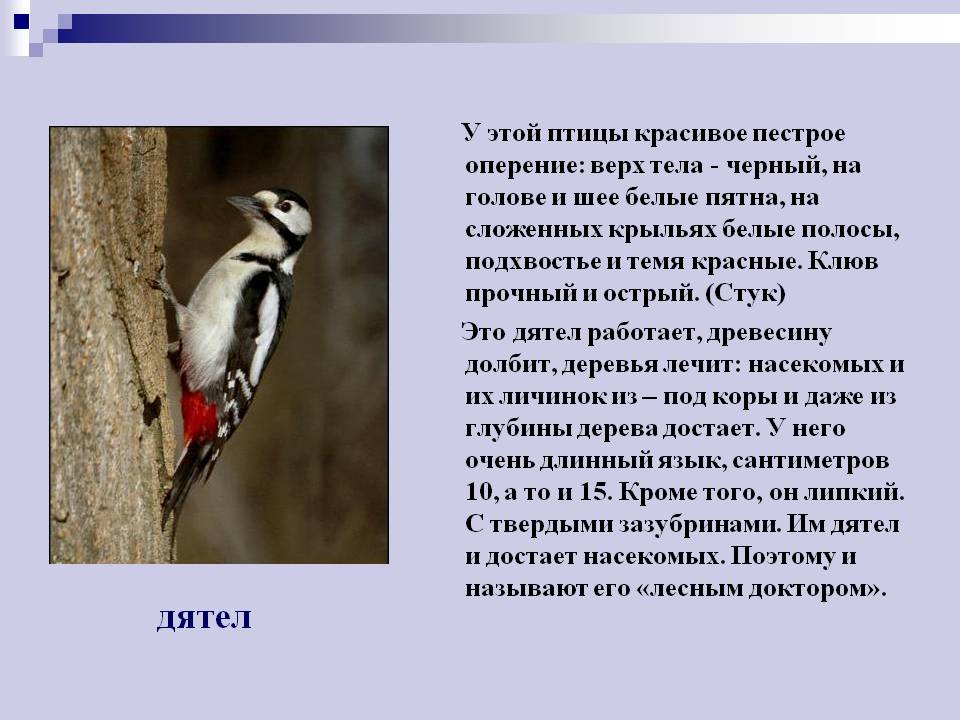 У этой птицы красивое пестрое
оперение: верх тела - черный, на
голове и шее белые пятна, на
сложенных крыльях белые полосы,
подхвостье и темя красные. Клюв
прочный и острый. (Стук)
Это дятел работает, древесину
долбит, деревья лечит: насекомых и
их личинок из – под коры и даже из
глубины дерева достает. У него
очень длинный язык, сантиметров
10, а то и 15. Кроме того, он липкий.
С твердыми зазубринами. Им дятел
и достает насекомых. Поэтому и
называют его «лесным доктором».
дятел